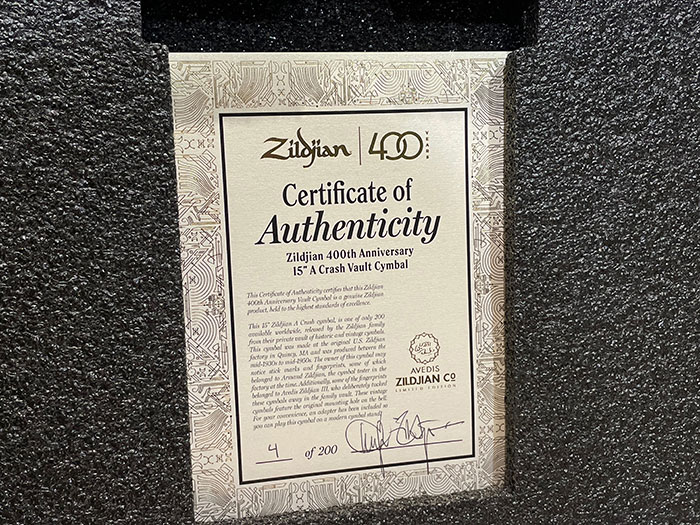 Zildjian 400 YEARS
Certificate of
Authenticity
Zildjian 400th Anniversary
15" A Crash Vault Cymbal
This Certificate of Authenticity certifies that this Zildjian
400th Anniversary Vault Cymbal is a genuine Zildjian
product, held to the highest standards of excellence.
This 15" Zildjian A Crash cymbal, is one of only 200
available worldwide, released by the Zildjian family
from their private vault of historic and vintage cymbals.
This cymbal was made at the original U.S. Zildjian
factory in Quincy, MA and was produced between the
mid-1930s to mid-1950s. The owner of this cymbal may
notice stick marks and fingerprints, some of which
belonged to Armand Zildjian, the cymbal tester in the
factory at the time. Additionally, some of the fingerprints
belonged to Avedis Zildjian III, who deliberately tucked
these cymbals away in the family vault. These vintage
cymbals feature the original mounting hole on the bell.
For your convenience, an adapter has been included so
you can play this cymbal on a modern cymbal stand.
AVEDIS
ZILDJIAN CO
LIMITED EDITION
4 of 200